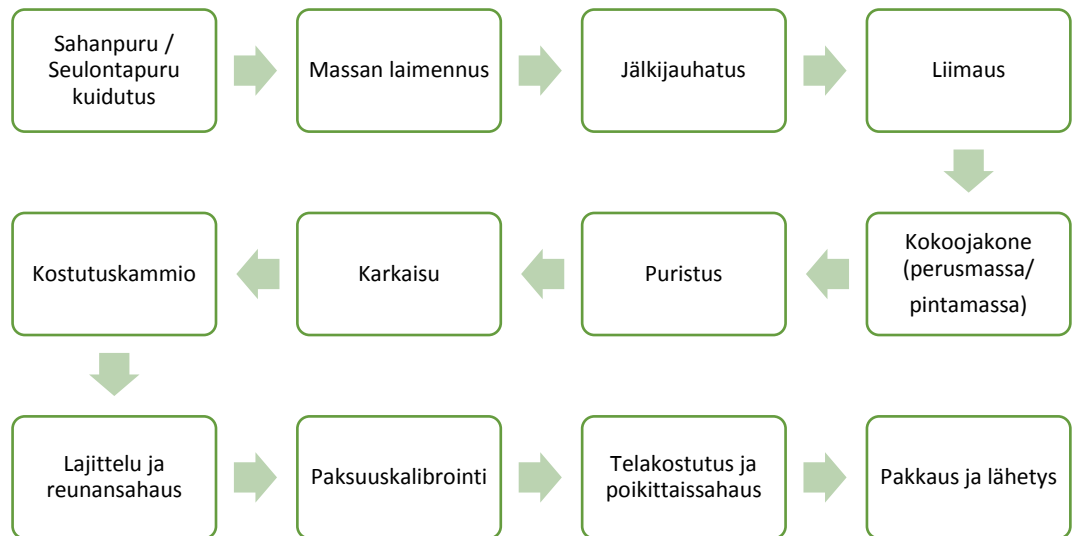 Sahanpuru /
Seulontapuru
kuidutus
Massan laimennus
Jälkijauhatus
Liimaus
Kokoojakone
(perusmassa/
pintamassa)
Puristus
Karkaisu
Kostutuskammio
Lajittelu ja
reunansahaus
Paksuuskalibrointi
Telakostutus ja
poikittaissahaus
Pakkaus ja lähetys